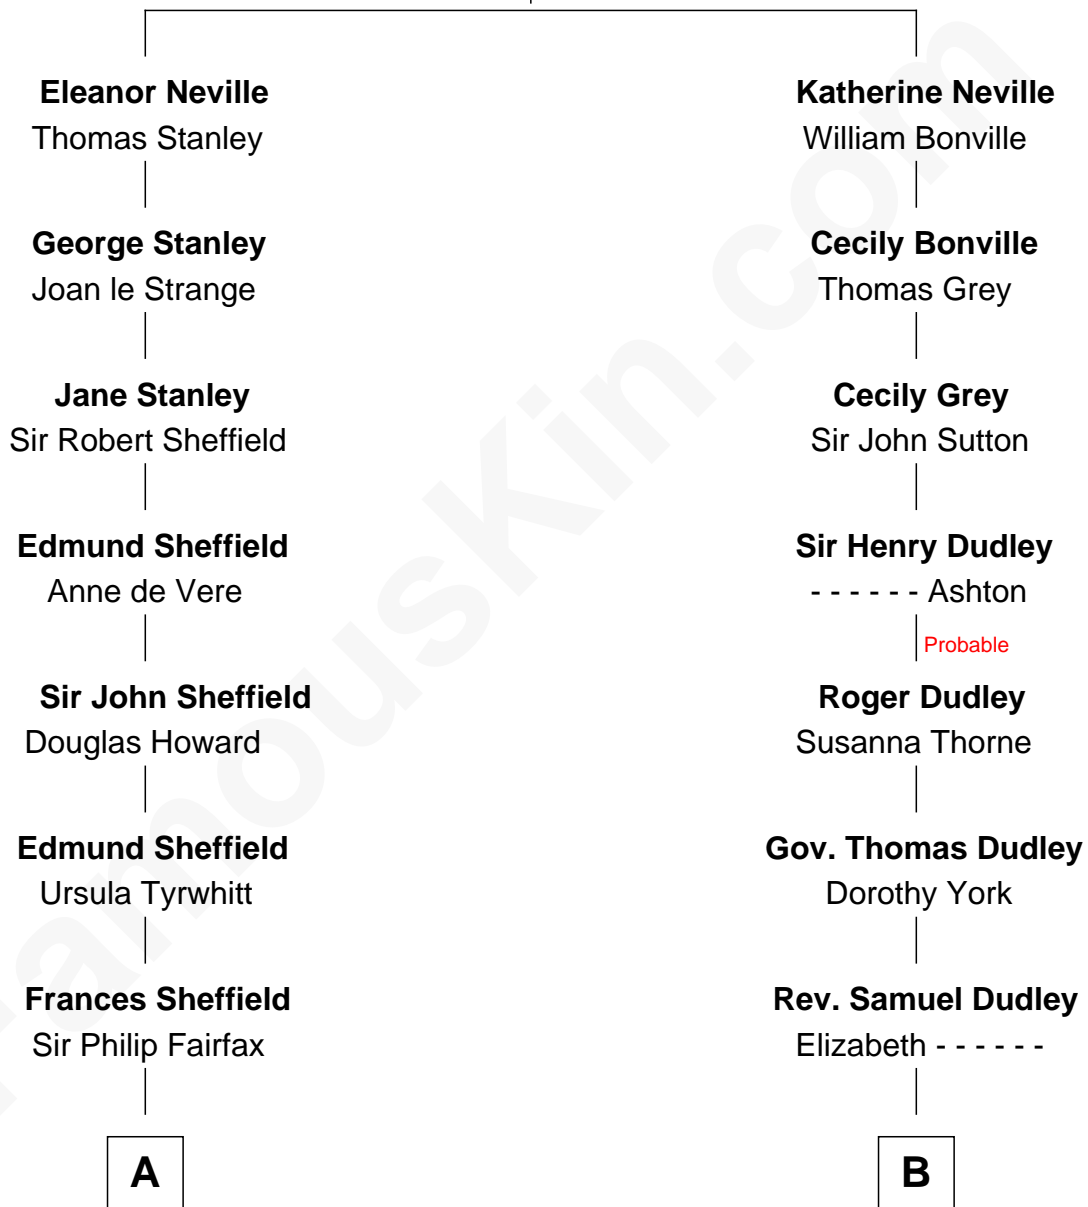 Eleanor Neville
Thomas Stanley
George Stanley
Joan le Strange
Jane Stanley
Sir Robert Sheffield
Edmund Sheffield
Anne de Vere
Sir John Sheffield
Douglas Howard
Edmund Sheffield
Ursula Tyrwhitt
Frances Sheffield
Sir Philip Fairfax
A
Katherine Neville
William Bonville
Cecily Bonville
Thomas Grey
Cecily Grey
Sir John Sutton
Sir Henry Dudley
- - - - - - Ashton
Probable
Roger Dudley
Susanna Thorne
Gov. Thomas Dudley
Dorothy York
Rev. Samuel Dudley
Elizabeth - - - - - -
B
FamousKin.com